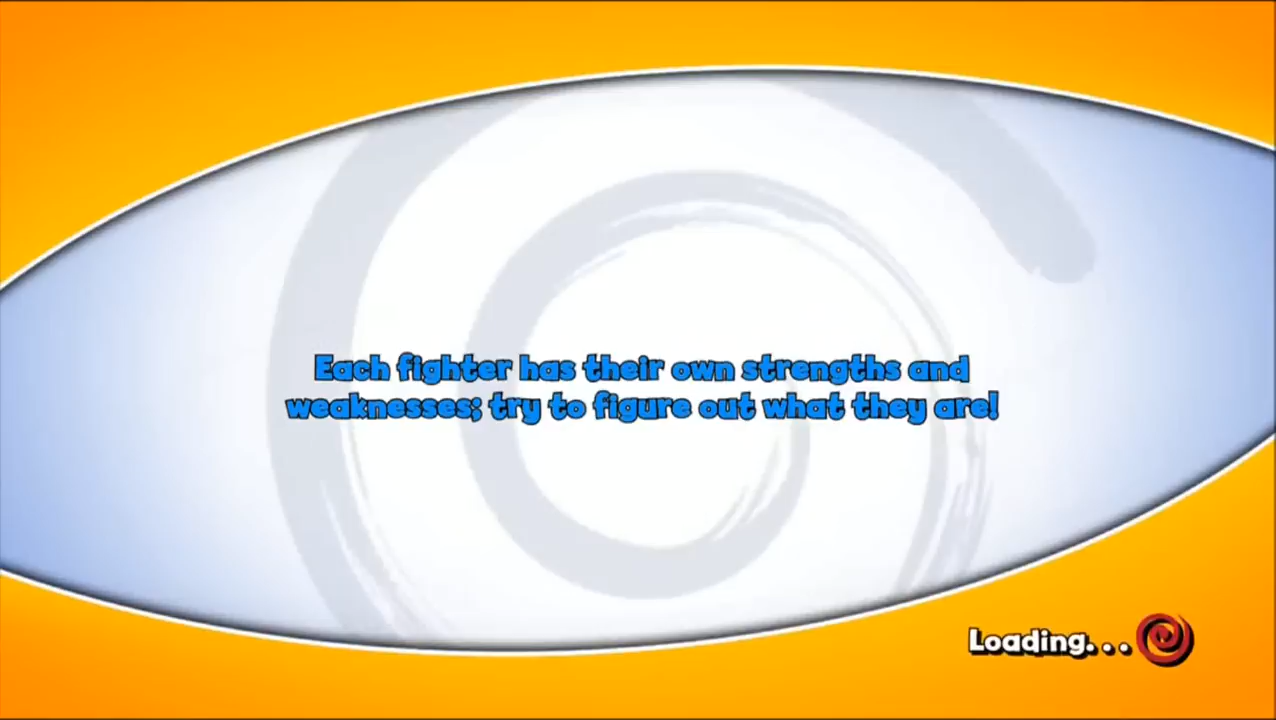 Each fighter has their own strengths and
weaknesses; try to figure out what they are!
Loading...